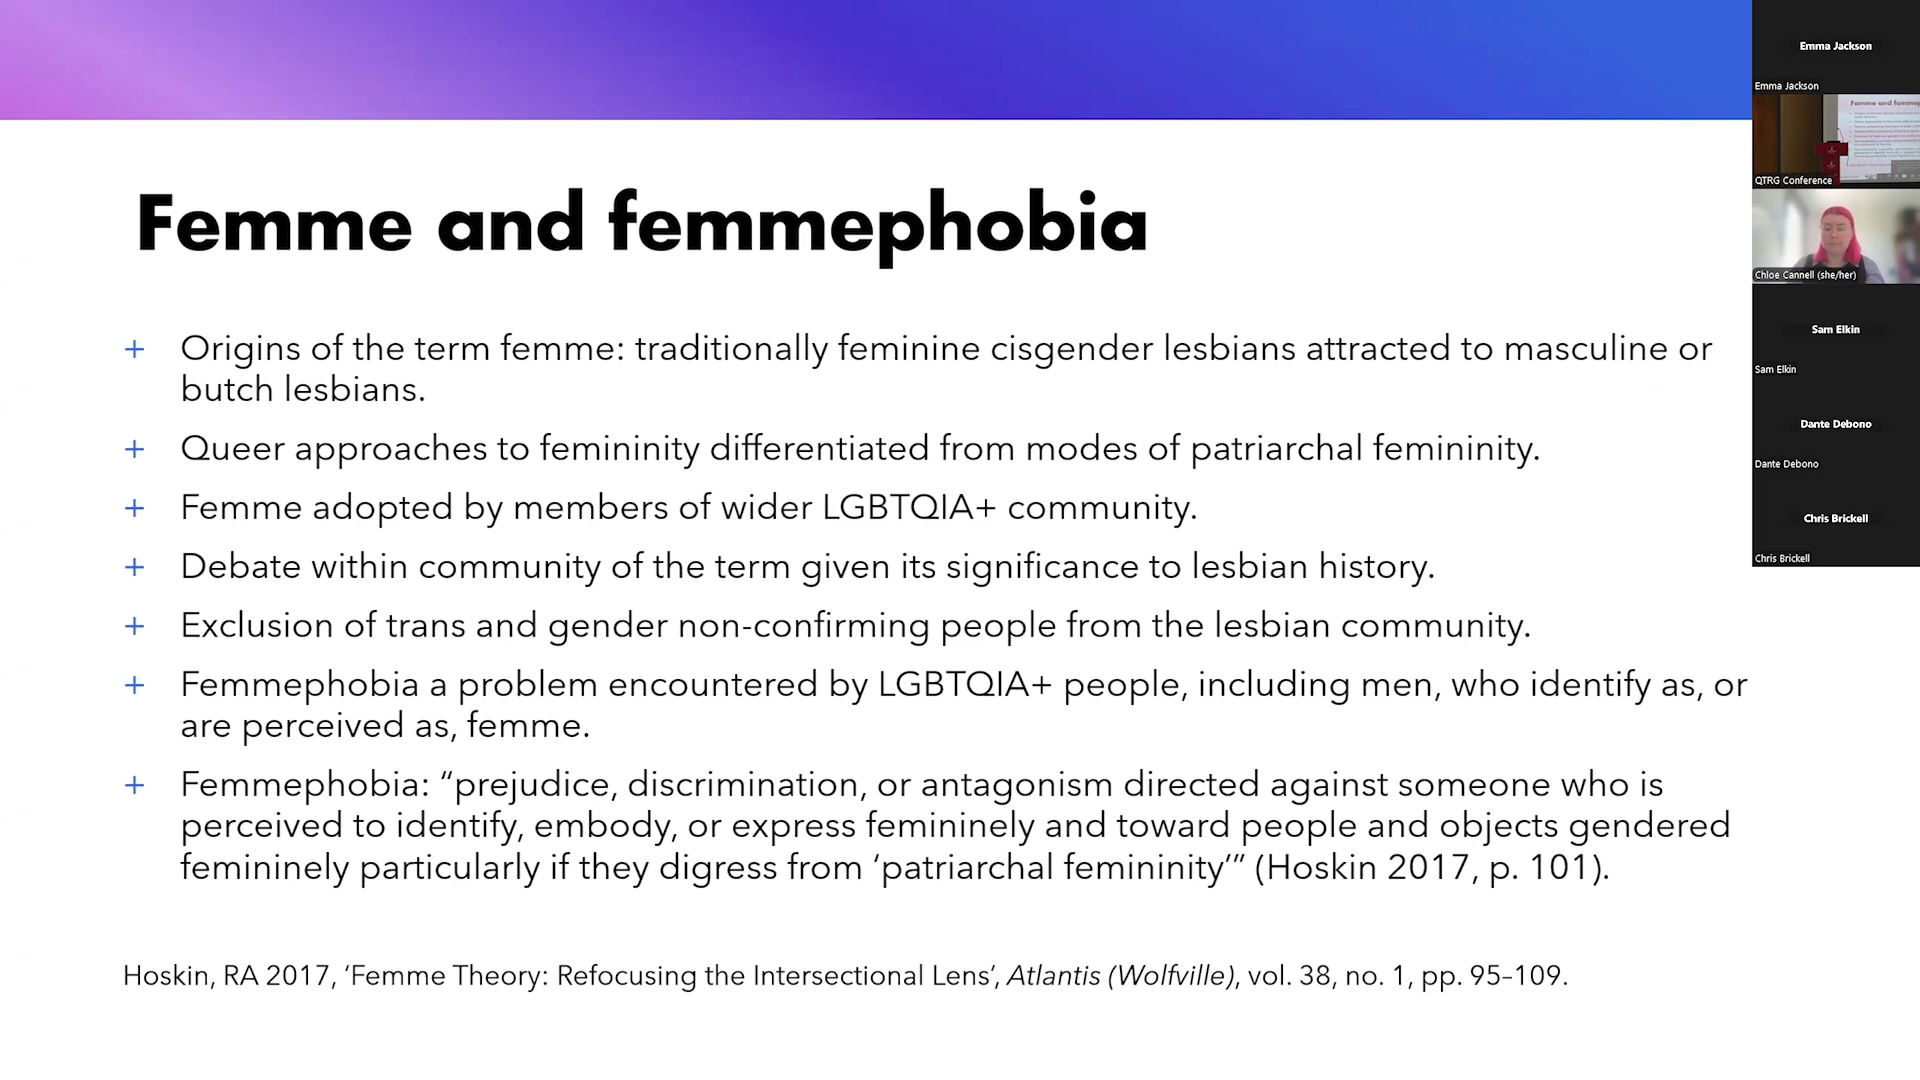 Femme and femmephobia
+ Origins of the term femme: traditionally feminine cisgender lesbians attracted to masculine or
butch lesbians.
+ Queer approaches to femininity differentiated from modes of patriarchal femininity.
+ Femme adopted by members of wider LGBTQIA+ community.
+ Debate within community of the term given its significance to lesbian history.
+ Exclusion of trans and gender non-confirming people from the lesbian community.
+ Femmephobia a problem encountered by LGBTQIA+ people, including men, who identify as, or
are perceived as, femme.
+ Femmephobia: “prejudice, discrimination, or antagonism directed against someone who is
perceived to identify, embody, or express femininely and toward people and objects gendered
femininely particularly if they digress from ‘patriarchal femininity’” (Hoskin 2017, p. 101).
Hoskin, RA 2017, ‘Femme Theory: Refocusing the Intersectional Lens’, Atlantis (Wolfville), vol. 38, no. 1, pp. 95–109.
Emma Jackson
Emma Jackson
Femme and femmep
QTRG Conference
Chloe Cannell (she/her)
Sam Elkin
Sam Elkin
Dante Debono
Dante Debono
Chris Brickell
Chris Brickell